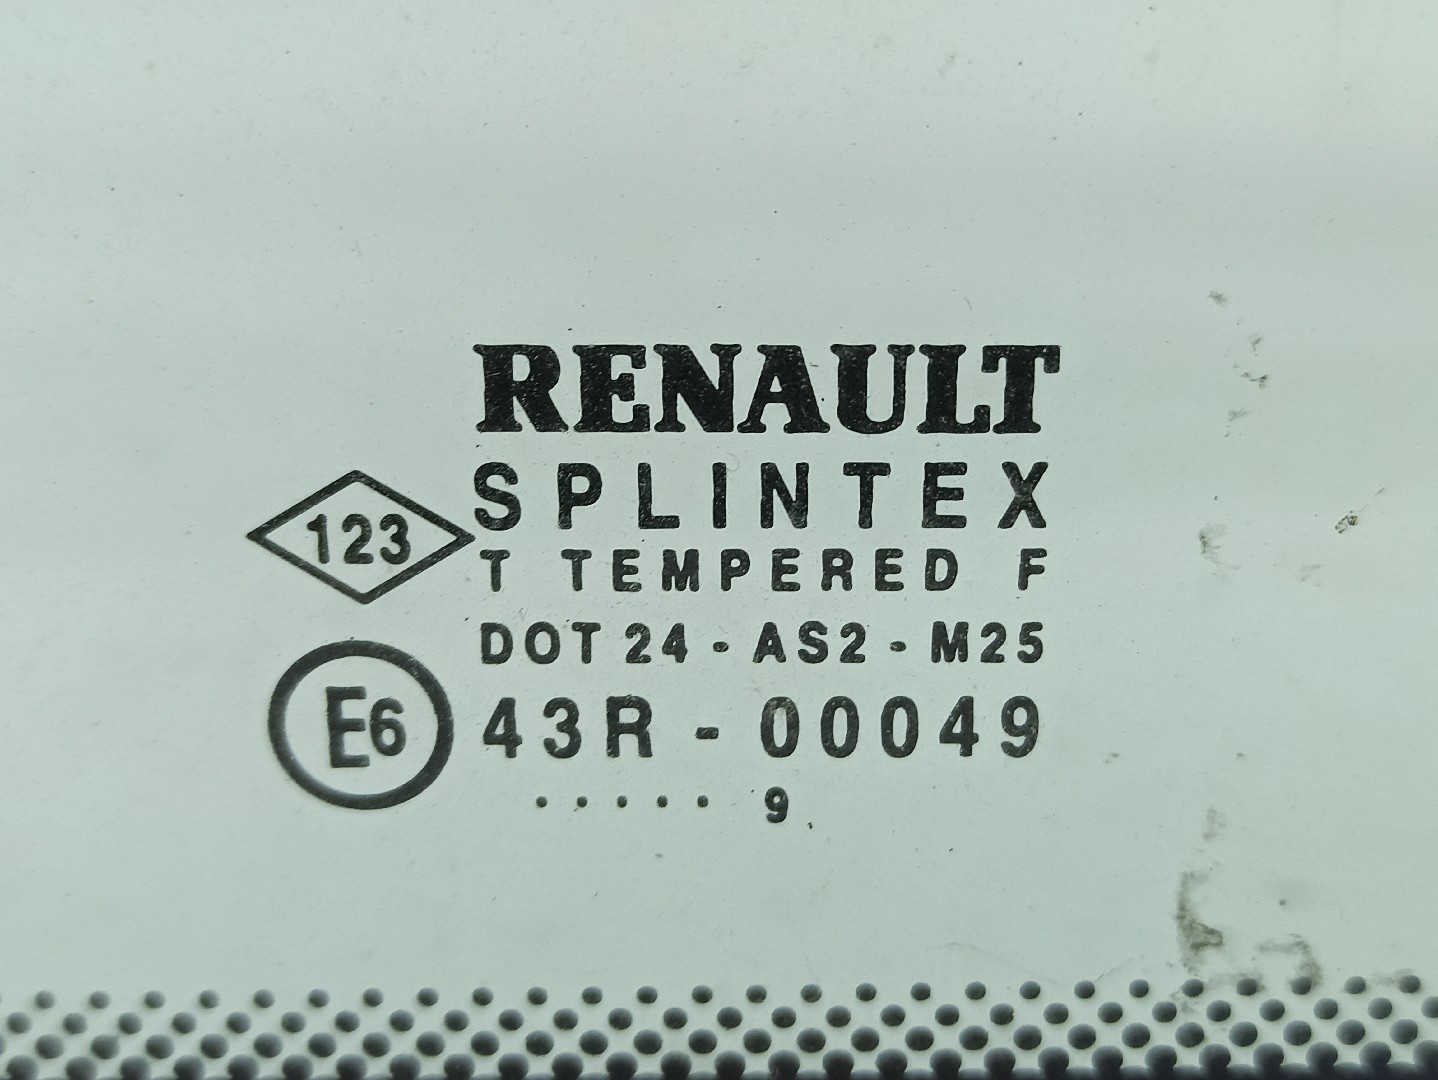 RENAULT
SPLINTEX
123
T TEMPERED F
DOT 24 - AS2 - M25
E6
43R - 00049
..... 9